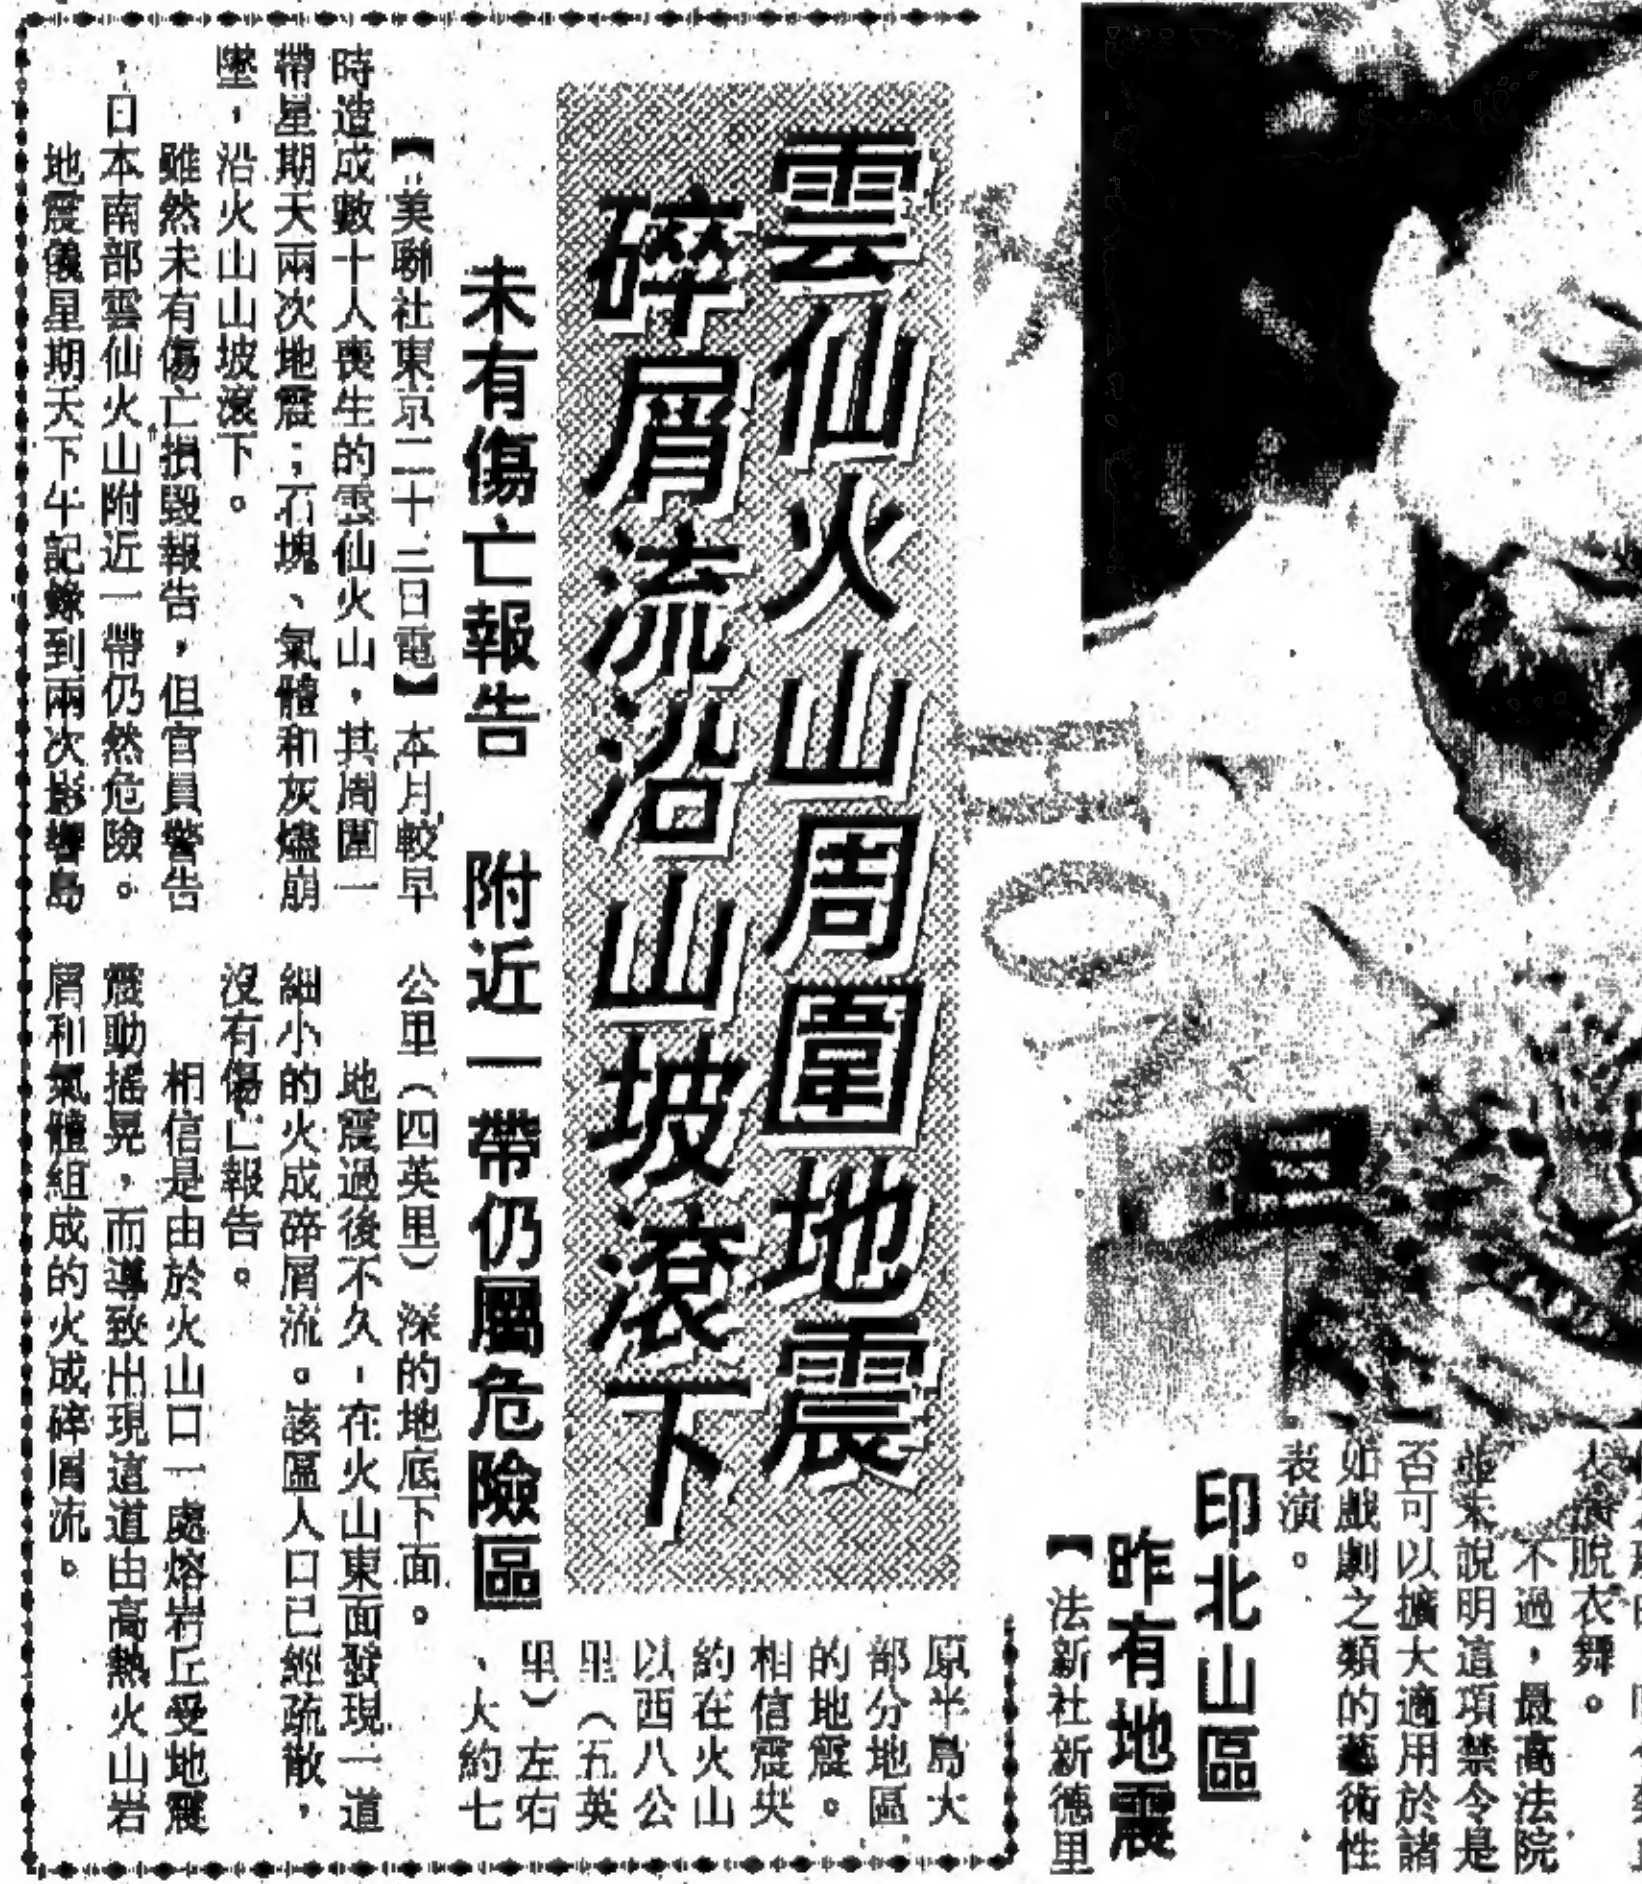 雲仙火山周圍地震
碎屑流沿山坡滾下
未有傷亡報告　附近一帶仍屬危險區
【美聯社東京二十三日電】本月較早
時造成數十人喪生的雲仙火山，其周圍一
帶星期天兩次地震；石塊、氣體和灰燼崩
墜，沿火山山坡滾下。
雖然未有傷亡損毀報告，但官員警告
，日本南部雲仙火山附近一帶仍然危險。
地震儀星期天下午記錄到兩次影響島
原半島大
部分地區
的地震。
相信震央
約在火山
以西八公
里（五英
里）左右
、大約七
公里（四英里）深的地底下面。
地震過後不久，在火山東面發現一道
細小的火成碎屑流。該區人口已經疏散，
沒有傷亡報告。
相信是由於火山口一處熔岩丘受地震
震動搖晃，而導致出現這道由高熱火山岩
屑和氣體組成的火成碎屑流。
脫衣舞。
不過，最高法院
並未說明這項禁令是
否可以擴大適用於諸
如戲劇之類的藝術性
表演。
印北山區
昨有地震
【法新社新德里